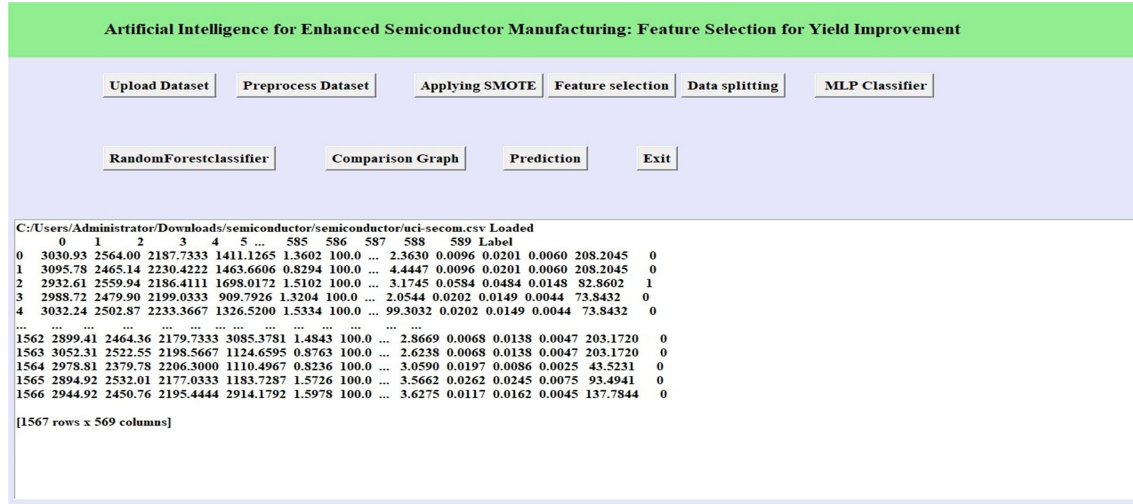 Artificial Intelligence for Enhanced Semiconductor Manufacturing: Feature Selection for Yield Improvement
Upload Dataset Preprocess Dataset Applying SMOTE Feature selection Data splitting MLP Classifier
RandomForestclassifier Comparison Graph Prediction Exit
C:/Users/Administrator/Downloads/semiconductor/semiconductor/uci-secom.csv Loaded
0 1 2 3 4 5 ... 585 586 587 588 589 Label
0 3030.93 2564.00 2187.7333 1411.1265 1.3602 100.0 ... 2.3630 0.0096 0.0201 0.0060 208.2045 0
1 3095.78 2465.14 2230.4222 1463.6606 0.8294 100.0 ... 4.4447 0.0096 0.0201 0.0060 208.2045 0
2 2932.61 2559.94 2186.4111 1698.0172 1.5102 100.0 ... 3.1745 0.0584 0.0484 0.0148 82.8602 1
3 2988.72 2479.90 2199.0333 909.7926 1.3204 100.0 ... 2.0544 0.0202 0.0149 0.0044 73.8432 0
4 3032.24 2502.87 2233.3667 1326.5200 1.5334 100.0 ... 99.3032 0.0202 0.0149 0.0044 73.8432 0
... ... ... ... ... ... ... ... ... ... ... ... ... ...
1562 2899.41 2464.36 2179.7333 3085.3781 1.4843 100.0 ... 2.8669 0.0068 0.0138 0.0047 203.1720 0
1563 3052.31 2522.55 2198.5667 1124.6595 0.8763 100.0 ... 2.6238 0.0068 0.0138 0.0047 203.1720 0
1564 2978.81 2379.78 2206.3000 1110.4967 0.8236 100.0 ... 3.0590 0.0197 0.0086 0.0025 43.5231 0
1565 2894.92 2532.01 2177.0333 1183.7287 1.5726 100.0 ... 3.5662 0.0262 0.0245 0.0075 93.4941 0
1566 2944.92 2450.76 2195.4444 2914.1792 1.5978 100.0 ... 3.6275 0.0117 0.0162 0.0045 137.7844 0
[1567 rows x 569 columns]